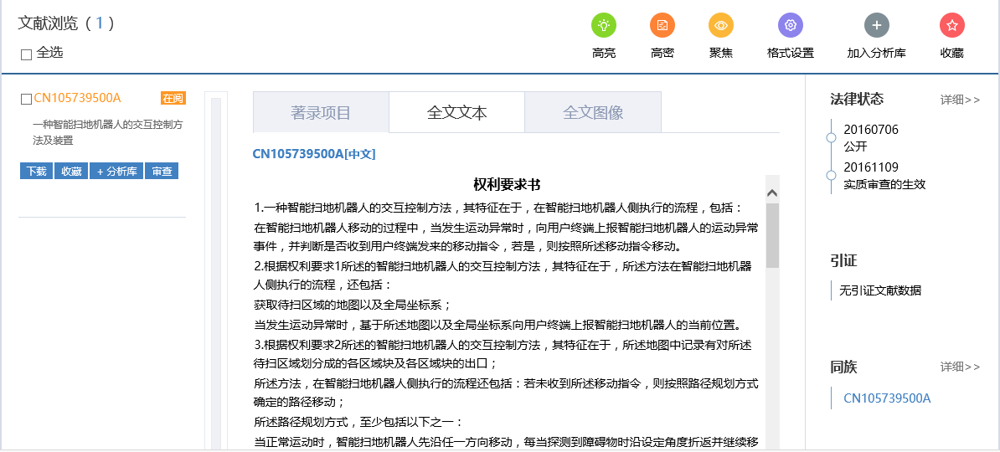 文献浏览（1）
全选
高亮
高密
聚焦
格式设置
加入分析库
收藏
CN105739500A 在阅
一种智能扫地机器人的交互控制方
法及装置
下载 收藏 + 分析库 审查
著录项目 全文文本 全文图像
CN105739500A[中文]
权利要求书
1.一种智能扫地机器人的交互控制方法，其特征在于，在智能扫地机器人侧执行的流程，包括：
在智能扫地机器人移动的过程中，当发生运动异常时，向用户终端上报智能扫地机器人的运动异常
事件，并判断是否收到用户终端发来的移动指令，若是，则按照所述移动指令移动。
2.根据权利要求1所述的智能扫地机器人的交互控制方法，其特征在于，所述方法在智能扫地机器
人侧执行的流程，还包括：
获取待扫区域的地图以及全局坐标系；
当发生运动异常时，基于所述地图以及全局坐标系向用户终端上报智能扫地机器人的当前位置。
3.根据权利要求2所述的智能扫地机器人的交互控制方法，其特征在于，所述地图中记录有对所述
待扫区域划分成的各区域块及各区域块的出口；
所述方法，在智能扫地机器人侧执行的流程还包括：若未收到所述移动指令，则按照路径规划方式
确定的路径移动；
所述路径规划方式，至少包括以下之一：
当正常运动时，智能扫地机器人先沿任一方向移动，每当探测到障碍物时沿设定角度折返并继续移
法律状态 详细>>
20160706
公开
20161109
实质审查的生效
引证
无引证文献数据
同族 详细>>
CN105739500A